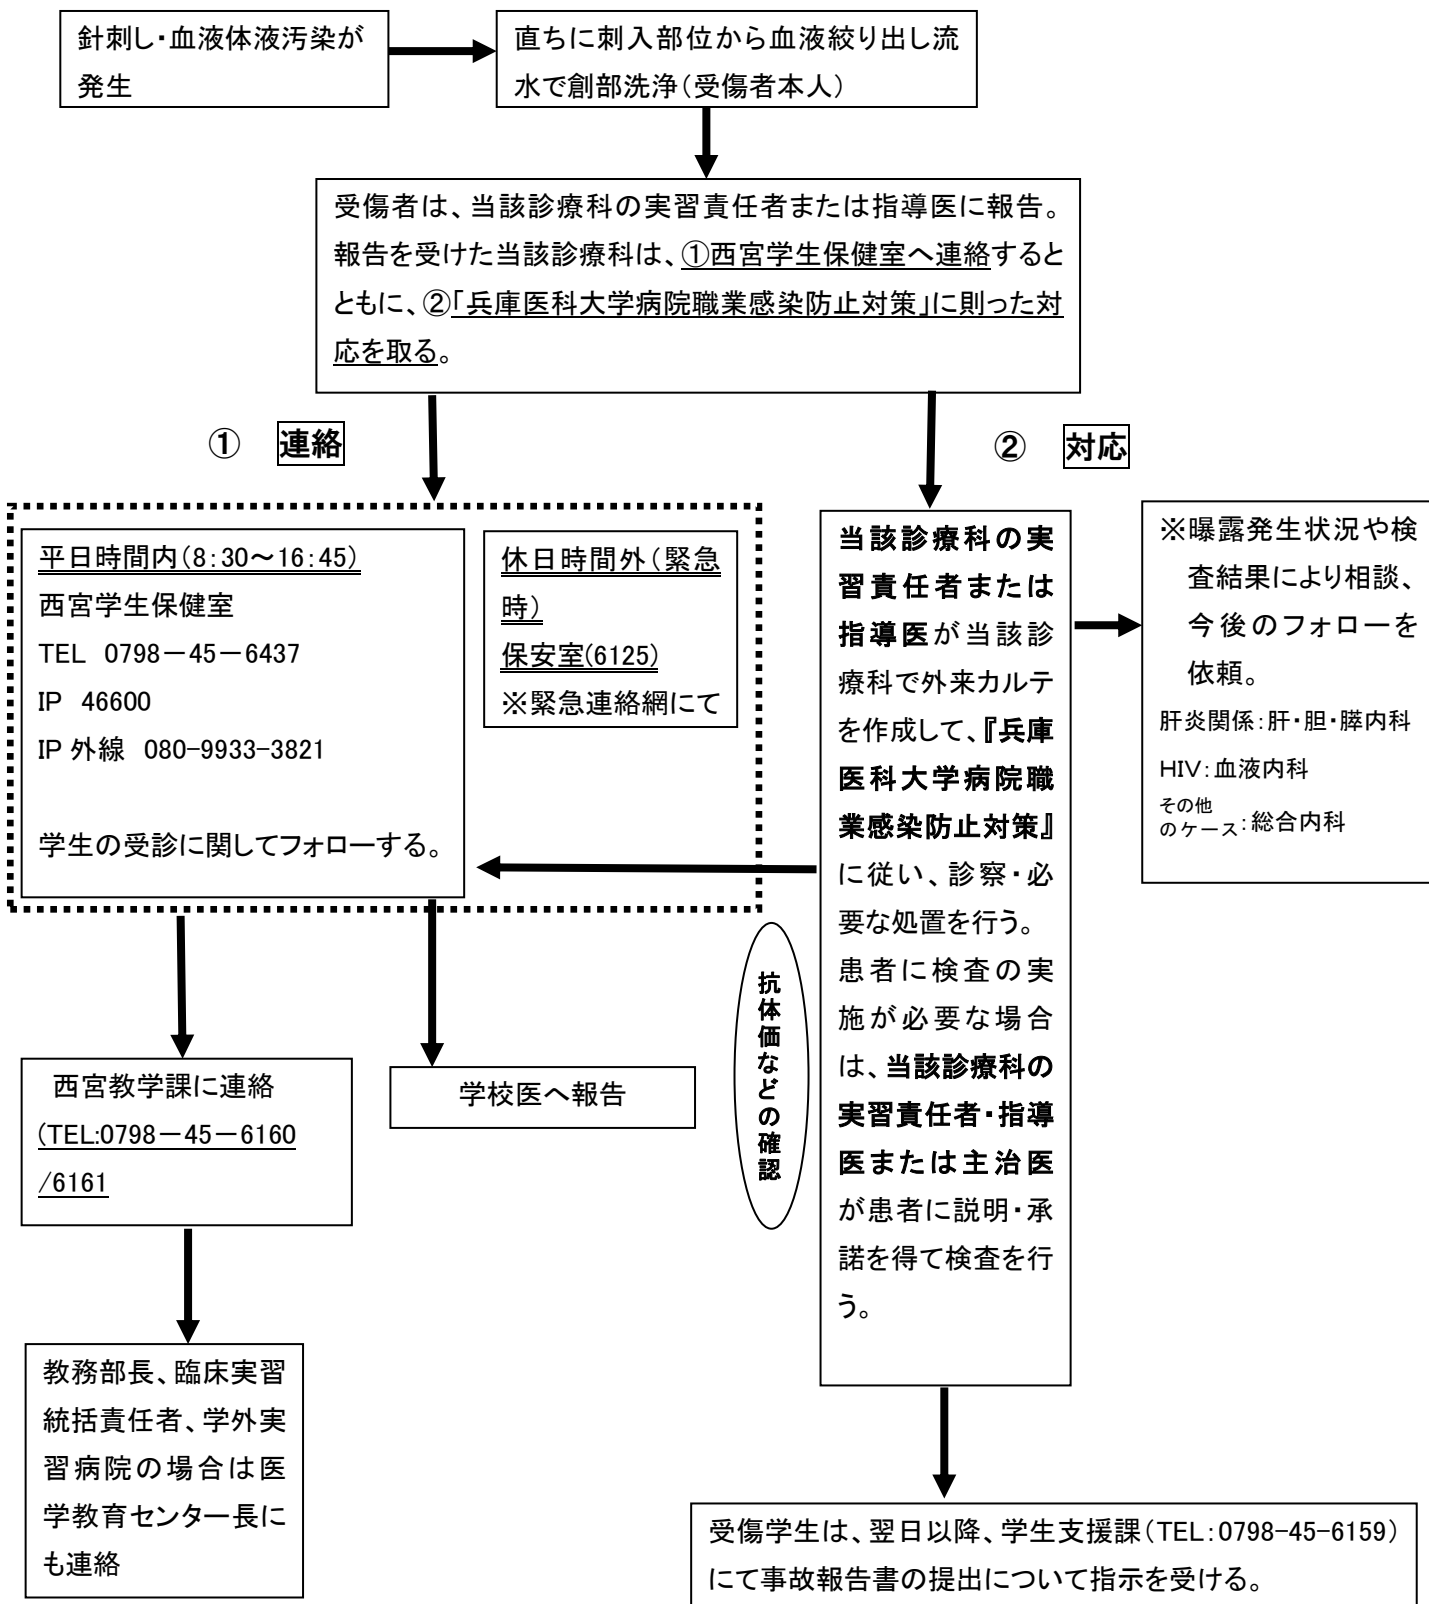 針刺し・血液体液汚染が
発生
直ちに刺入部位から血液絞り出し流
水で創部洗浄(受傷者本人)
受傷者は、当該診療科の実習責任者または指導医に報告。
報告を受けた当該診療科は、①西宮学生保健室へ連絡すると
ともに、②「兵庫医科大学病院職業感染防止対策」に則った対
応を取る。
① 連絡
② 対応
平日時間内(8:30~16:45)
西宮学生保健室
TEL 0798-45-6437
IP 46600
IP 外線 080-9933-3821
学生の受診に関してフォローする。
休日時間外(緊急
時)
保安室(6125)
※緊急連絡網にて
当該診療科の実
習責任者または
指導医が当該診
療科で外来カルテ
を作成して、『兵庫
医科大学病院職
業感染防止対策』
に従い、診察・必
要な処置を行う。
患者に検査の実
施が必要な場合
は、当該診療科の
実習責任者・指導
医または主治医
が患者に説明・承
諾を得て検査を行
う。
※曝露発生状況や検
査結果により相談、
今後のフォローを
依頼。
肝炎関係:肝・胆・膵内科
HIV:血液内科
その他
のケース:総合内科
抗体価などの確認
西宮教学課に連絡
(TEL:0798-45-6160
/6161
学校医へ報告
教務部長、臨床実習
統括責任者、学外実
習病院の場合は医
学教育センター長に
も連絡
受傷学生は、翌日以降、学生支援課(TEL:0798-45-6159)
にて事故報告書の提出について指示を受ける。